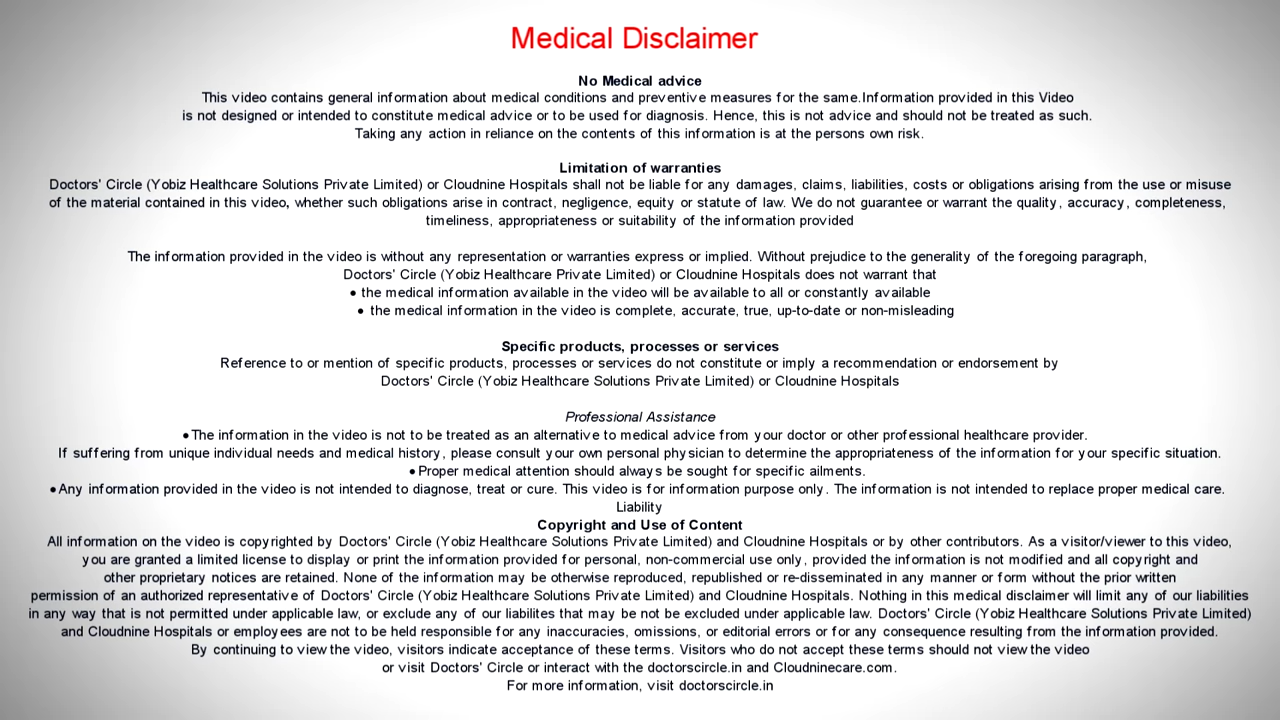 Medical Disclaimer
No Medical advice
This video contains general information about medical conditions and preventive measures for the same.Information provided in this Video
is not designed or intended to constitute medical advice or to be used for diagnosis. Hence, this is not advice and should not be treated as such.
Taking any action in reliance on the contents of this information is at the persons own risk.
Limitation of warranties
Doctors' Circle (Yobiz Healthcare Solutions Private Limited) or Cloudnine Hospitals shall not be liable for any damages, claims, liabilities, costs or obligations arising from the use or misuse
of the material contained in this video, whether such obligations arise in contract, negligence, equity or statute of law. We do not guarantee or warrant the quality, accuracy, completeness,
timeliness, appropriateness or suitability of the information provided
The information provided in the video is without any representation or warranties express or implied. Without prejudice to the generality of the foregoing paragraph,
Doctors' Circle (Yobiz Healthcare Private Limited) or Cloudnine Hospitals does not warrant that
• the medical information available in the video will be available to all or constantly available
• the medical information in the video is complete, accurate, true, up-to-date or non-misleading
Specific products, processes or services
Reference to or mention of specific products, processes or services do not constitute or imply a recommendation or endorsement by
Doctors' Circle (Yobiz Healthcare Solutions Private Limited) or Cloudnine Hospitals
Professional Assistance
•The information in the video is not to be treated as an alternative to medical advice from your doctor or other professional healthcare provider.
If suffering from unique individual needs and medical history, please consult your own personal physician to determine the appropriateness of the information for your specific situation.
•Proper medical attention should always be sought for specific ailments.
•Any information provided in the video is not intended to diagnose, treat or cure. This video is for information purpose only. The information is not intended to replace proper medical care.
Liability
Copyright and Use of Content
All information on the video is copyrighted by Doctors' Circle (Yobiz Healthcare Solutions Private Limited) and Cloudnine Hospitals or by other contributors. As a visitor/viewer to this video,
you are granted a limited license to display or print the information provided for personal, non-commercial use only, provided the information is not modified and all copyright and
other proprietary notices are retained. None of the information may be otherwise reproduced, republished or re-disseminated in any manner or form without the prior written
permission of an authorized representative of Doctors' Circle (Yobiz Healthcare Solutions Private Limited) and Cloudnine Hospitals. Nothing in this medical disclaimer will limit any of our liabilities
in any way that is not permitted under applicable law, or exclude any of our liabilites that may be not be excluded under applicable law. Doctors' Circle (Yobiz Healthcare Solutions Private Limited)
and Cloudnine Hospitals or employees are not to be held responsible for any inaccuracies, omissions, or editorial errors or for any consequence resulting from the information provided.
By continuing to view the video, visitors indicate acceptance of these terms. Visitors who do not accept these terms should not view the video
or visit Doctors' Circle or interact with the doctorscircle.in and Cloudninecare.com.
For more information, visit doctorscircle.in